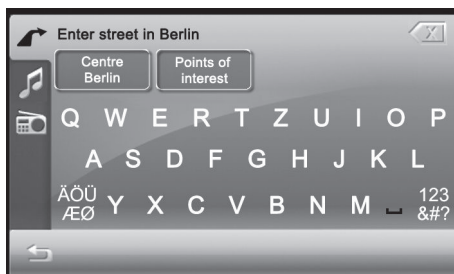 Enter street in Berlin
Centre
Berlin
Points of
interest
Q W E R T Z U I O P
A S D F G H J K L
ÄÖÜ
ÆØ
Y X C V B N M
123
&#?